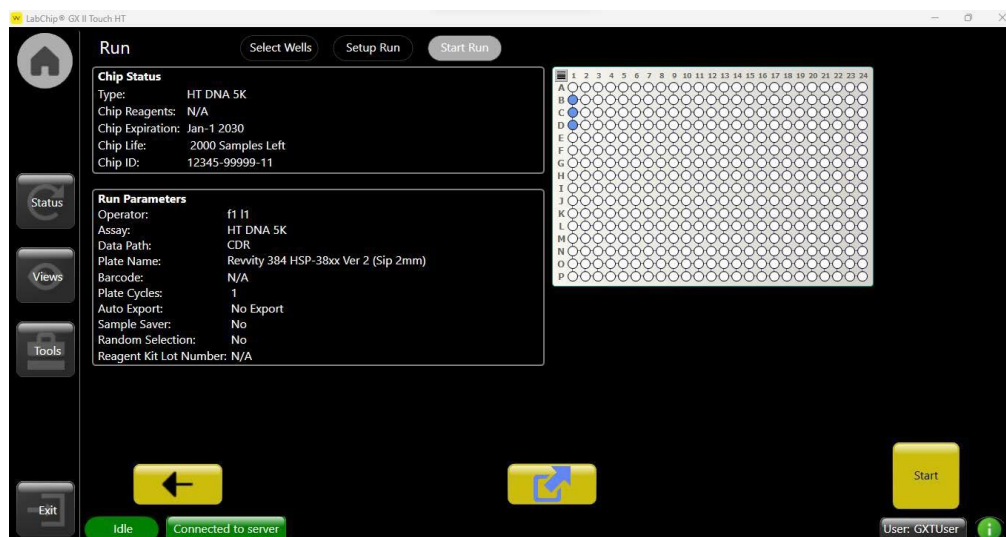 LabChip® GX II Touch HT
Run
Select Wells
Setup Run
Start Run
Chip Status
Type: HT DNA 5K
Chip Reagents: N/A
Chip Expiration: Jan-1 2030
Chip Life: 2000 Samples Left
Chip ID: 12345-99999-11
1 2 3 4 5 6 7 8 9 10 11 12 13 14 15 16 17 18 19 20 21 22 23 24
A
B
C
D
E
F
G
H
I
J
K
L
M
N
O
P
Status
Views
Tools
Exit
Run Parameters
Operator: f1 l1
Assay: HT DNA 5K
Data Path: CDR
Plate Name: Revvity 384 HSP-38xx Ver 2 (Sip 2mm)
Barcode: N/A
Plate Cycles: 1
Auto Export: No Export
Sample Saver: No
Random Selection: No
Reagent Kit Lot Number: N/A
Start
Idle
Connected to server
User: GXTUser